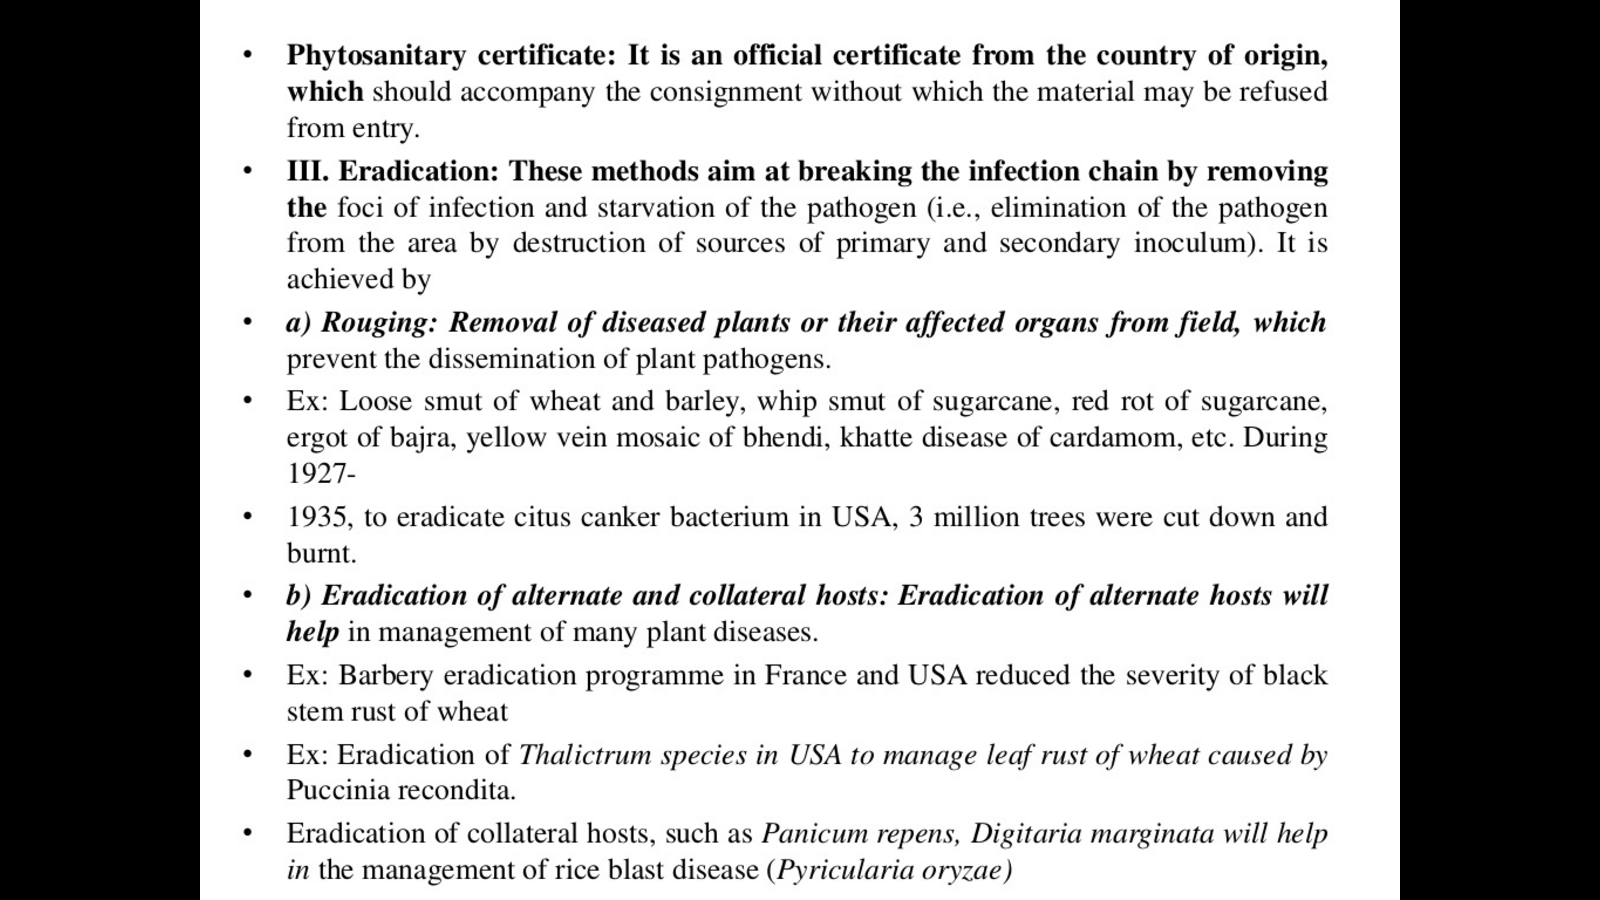 • Phytosanitary certificate: It is an official certificate from the country of origin,
which should accompany the consignment without which the material may be refused
from entry.
• III. Eradication: These methods aim at breaking the infection chain by removing
the foci of infection and starvation of the pathogen (i.e., elimination of the pathogen
from the area by destruction of sources of primary and secondary inoculum). It is
achieved by
• a) Rouging: Removal of diseased plants or their affected organs from field, which
prevent the dissemination of plant pathogens.
• Ex: Loose smut of wheat and barley, whip smut of sugarcane, red rot of sugarcane,
ergot of bajra, yellow vein mosaic of bhendi, khatte disease of cardamom, etc. During
1927-
• 1935, to eradicate citus canker bacterium in USA, 3 million trees were cut down and
burnt.
• b) Eradication of alternate and collateral hosts: Eradication of alternate hosts will
help in management of many plant diseases.
• Ex: Barbery eradication programme in France and USA reduced the severity of black
stem rust of wheat
• Ex: Eradication of Thalictrum species in USA to manage leaf rust of wheat caused by
Puccinia recondita.
• Eradication of collateral hosts, such as Panicum repens, Digitaria marginata will help
in the management of rice blast disease (Pyricularia oryzae)